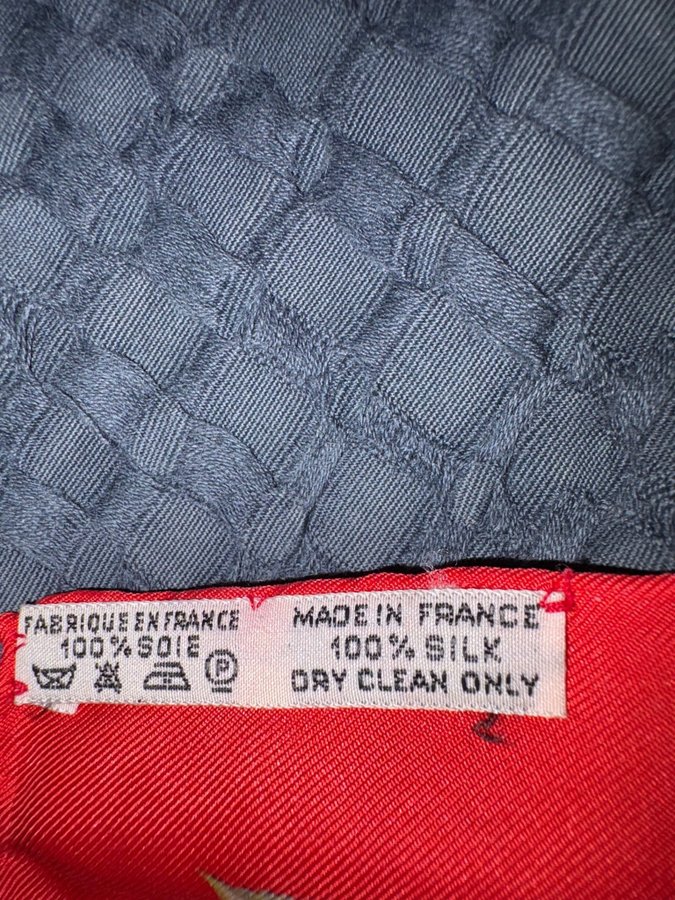 FABRIQUE EN FRANCE
100% SOIE
P
MADE IN FRANCE
100% SILK
DRY CLEAN ONLY